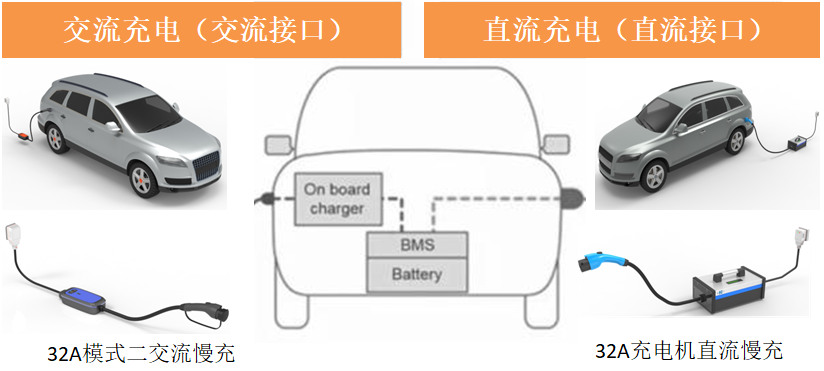 交流充电（交流接口）
直流充电（直流接口）
On board
charger
BMS
Battery
32A模式二交流慢充
32A充电机直流慢充